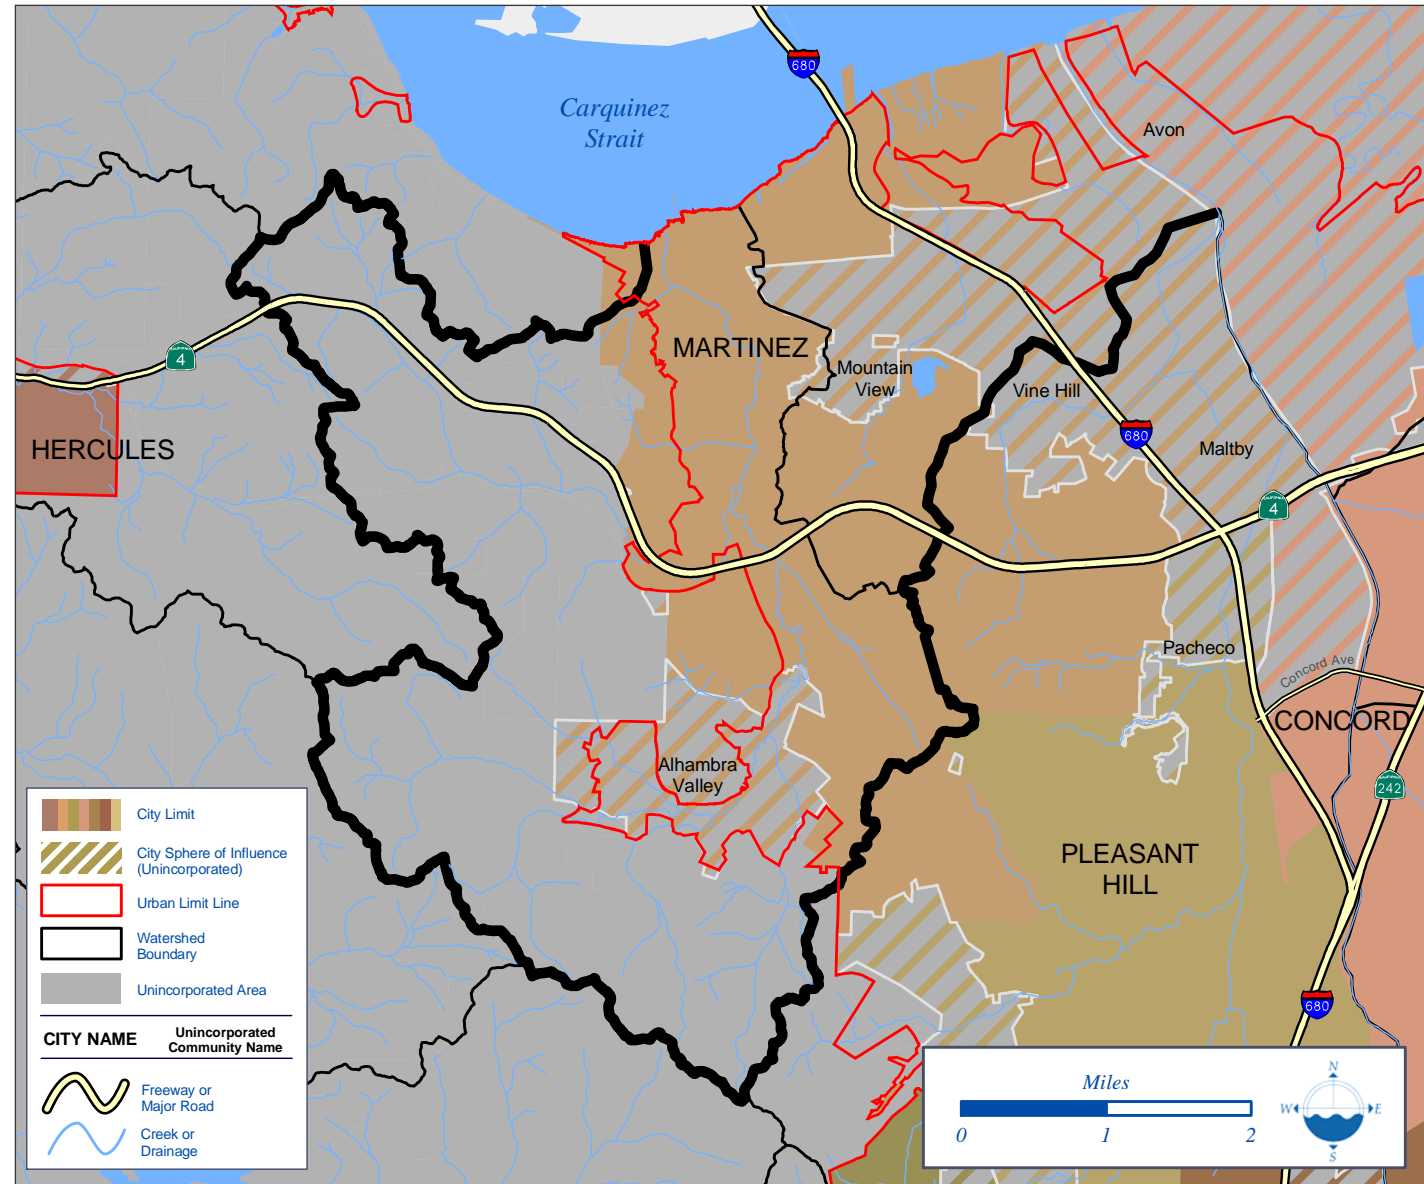 680
Carquinez
Strait
Avon
4
MARTINEZ
Mountain
View
Vine Hill
680
HERCULES
Maltby
4
Pacheco
Concord Ave
CONCORD
Alhambra
Valley
242
PLEASANT
HILL
680
City Limit
City Sphere of Influence
(Unincorporated)
Urban Limit Line
Watershed
Boundary
Unincorporated Area
CITY NAME
Unincorporated
Community Name
Freeway or
Major Road
Creek or
Drainage
Miles
0 1 2
N
W E
S